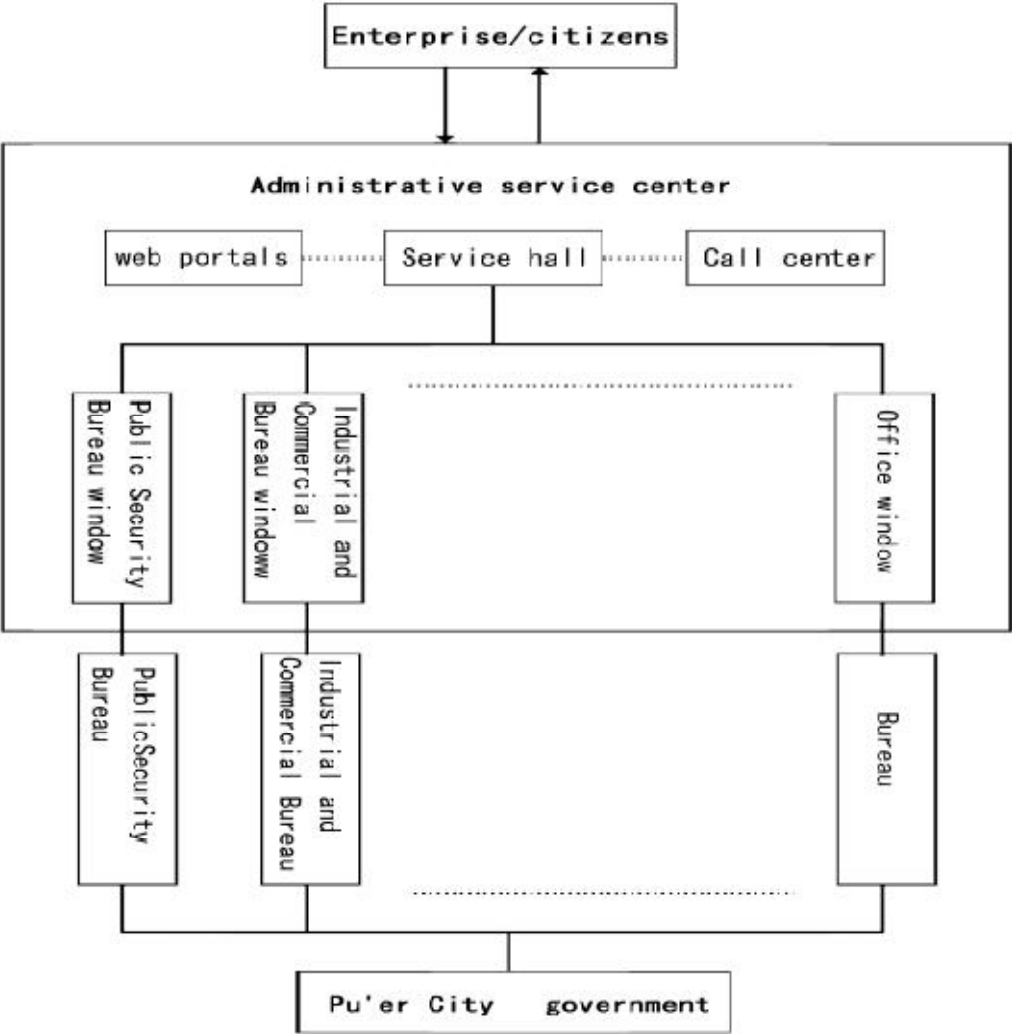 Enterprise/citizens
Administrative service center
web portals
Service hall
Call center
Public Security
Bureau window
Industrial and
Commercial
Bureau windoww
Office window
PublicSecurity
Bureau
Industrial and
Commercial Bureau
Bureau
Pu'er City government